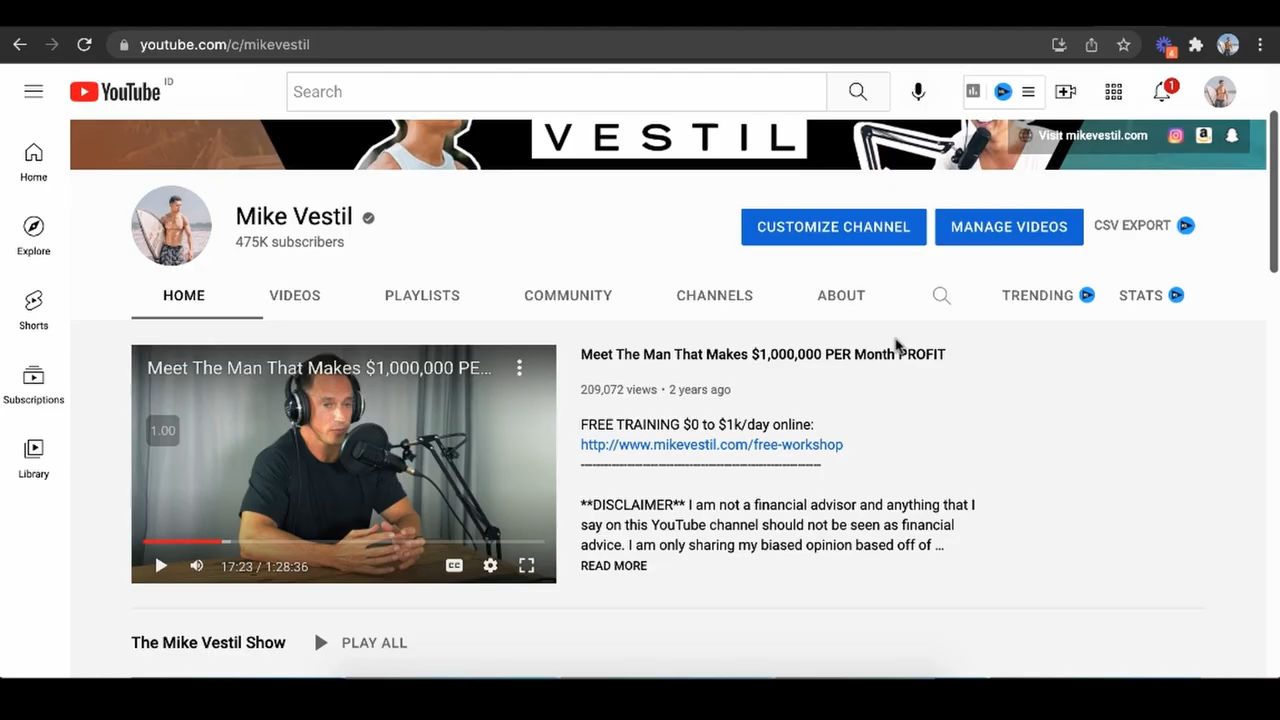 youtube.com/c/mikevestil
4
YouTube ID
Search
1
VESTIL
Visit mikevestil.com
Home
Explore
Shorts
Subscriptions
Library
Mike Vestil
475K subscribers
CUSTOMIZE CHANNEL
MANAGE VIDEOS
CSV EXPORT
HOME
VIDEOS
PLAYLISTS
COMMUNITY
CHANNELS
ABOUT
TRENDING
STATS
Meet The Man That Makes $1,000,000 PE...
1.00
CC
17:23 / 1:28:36
Meet The Man That Makes $1,000,000 PER Month PROFIT
209,072 views • 2 years ago
FREE TRAINING $0 to $1k/day online:
http://www.mikevestil.com/free-workshop
------------------------------------------------------------
**DISCLAIMER** I am not a financial advisor and anything that I
say on this YouTube channel should not be seen as financial
advice. I am only sharing my biased opinion based off of ...
READ MORE
The Mike Vestil Show
PLAY ALL